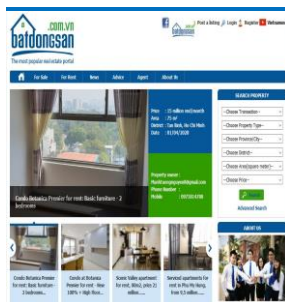 .com.vn
batdongsan
The most popular real estate portal
batdongsan
Post a listing Login Register Vietnamese
For Sale For Rent News Advice Agent About Us
Price : 15 million vnd/month
Area : 75 m²
District : Tan Binh, Ho Chi Minh
Date : 01/04/2020
Property owner :
Phone Number :
Mobile
Condo Botanica Premier for rent: Basic furniture - 2
bedrooms
SEARCH PROPERTY
--Choose Transaction--
--Choose Property Type--
--Choose Province/City--
--Choose District--
--Choose Area(square meter)--
--Choose Price--
Search
Advanced Search
ABOUT US
Condo Botanica Premier
for rent: Basic furniture
- 2 bedrooms...
Condo at Botanica
Premier for rent - New
100% + High floor...
Scenic Valley apartment
for rent, 80m2, price 21
million......
Serviced apartments for
rent in Phu My Hung,
from 9,5 million...